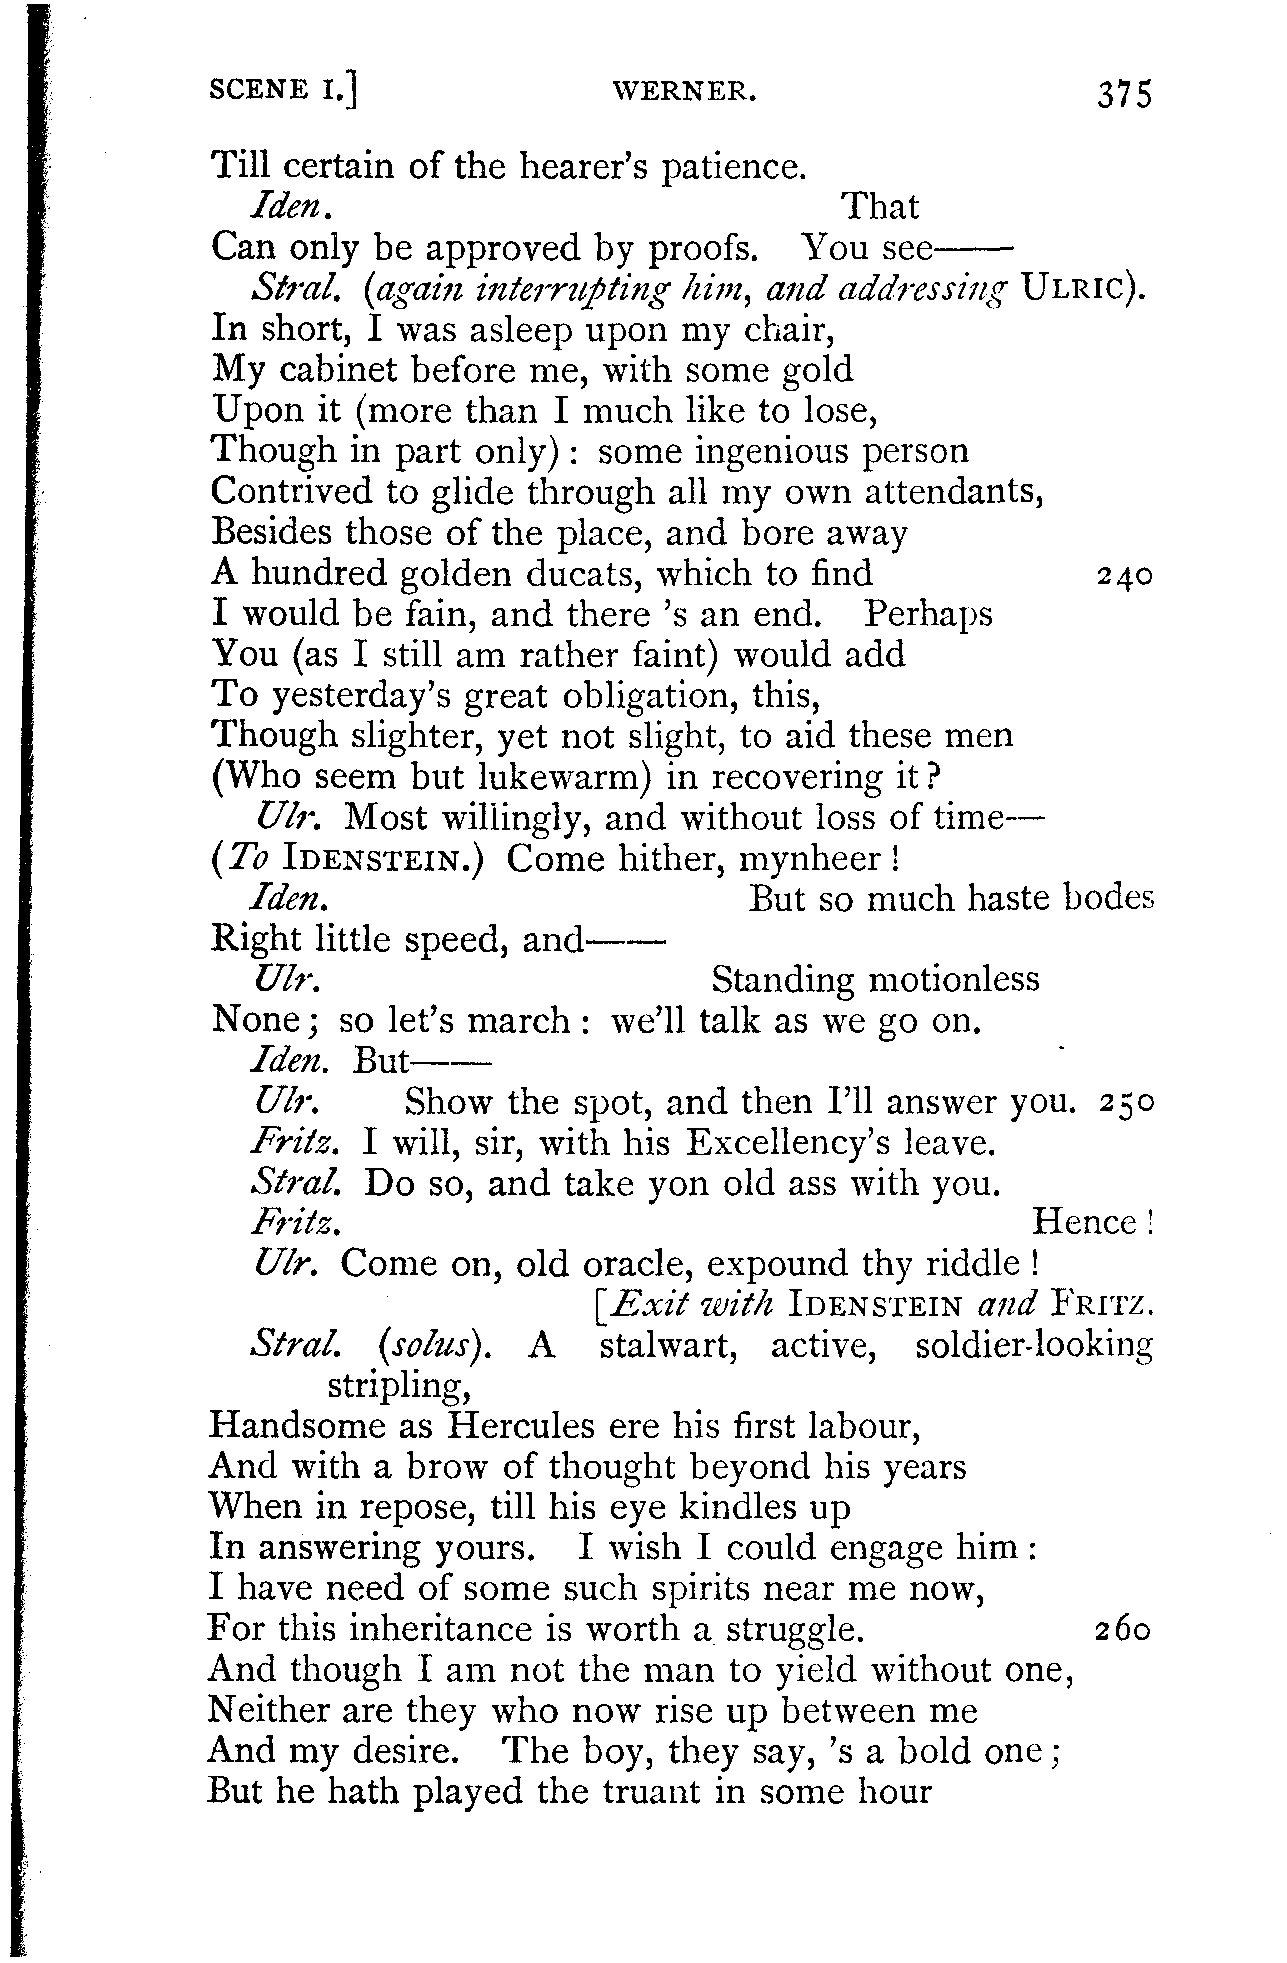 SCENE I.] WERNER. 375
Till certain of the hearer's patience.
Iden. That
Can only be approved by proofs. You see——
Stral. (again interrupting him, and addressing ULRIC).
In short, I was asleep upon my chair,
My cabinet before me, with some gold
Upon it (more than I much like to lose,
Though in part only) : some ingenious person
Contrived to glide through all my own attendants,
Besides those of the place, and bore away
A hundred golden ducats, which to find 240
I would be fain, and there 's an end. Perhaps
You (as I still am rather faint) would add
To yesterday's great obligation, this,
Though slighter, yet not slight, to aid these men
(Who seem but lukewarm) in recovering it?
Ulr. Most willingly, and without loss of time—
(To IDENSTEIN.) Come hither, mynheer !
Iden. But so much haste bodes
Right little speed, and——
Ulr. Standing motionless
None ; so let's march : we'll talk as we go on.
Iden. But——
Ulr. Show the spot, and then I'll answer you. 250
Fritz. I will, sir, with his Excellency's leave.
Stral. Do so, and take yon old ass with you.
Fritz. Hence !
Ulr. Come on, old oracle, expound thy riddle !
[Exit with IDENSTEIN and FRITZ.
Stral. (solus). A stalwart, active, soldier-looking
stripling,
Handsome as Hercules ere his first labour,
And with a brow of thought beyond his years
When in repose, till his eye kindles up
In answering yours. I wish I could engage him :
I have need of some such spirits near me now,
For this inheritance is worth a struggle. 260
And though I am not the man to yield without one,
Neither are they who now rise up between me
And my desire. The boy, they say, 's a bold one ;
But he hath played the truant in some hour